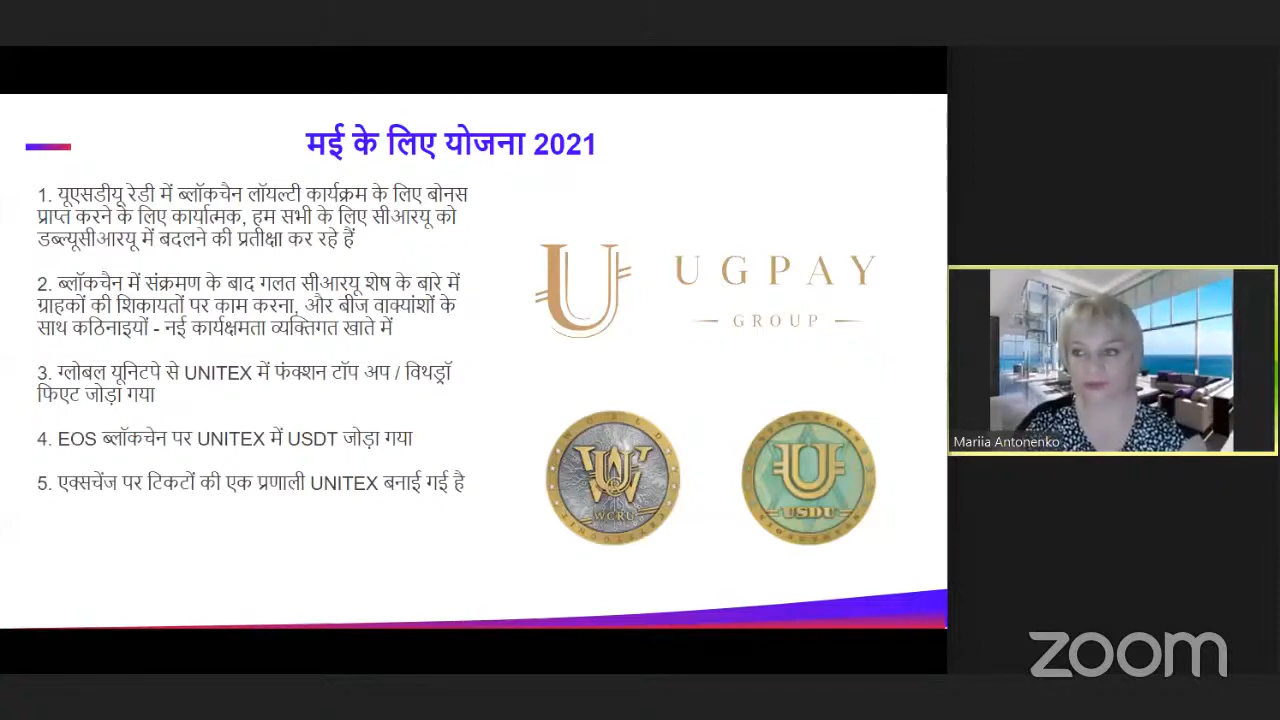 मई के लिए योजना 2021
1. यूएसडीयू रेडी में ब्लॉकचैन लॉयल्टी कार्यक्रम के लिए बोनस
प्राप्त करने के लिए कार्यात्मक, हम सभी के लिए सीआरयू को
डब्ल्यूसीआरयू में बदलने की प्रतीक्षा कर रहे हैं
2. ब्लॉकचैन में संक्रमण के बाद गलत सीआरयू शेष के बारे में
ग्राहकों की शिकायतों पर काम करना, और बीज वाक्यांशों के
साथ कठिनाइयों - नई कार्यक्षमता व्यक्तिगत खाते में
3. ग्लोबल यूनिटपे से UNITEX में फंक्शन टॉप अप / विथड्रॉ
फिएट जोड़ा गया
4. EOS ब्लॉकचेन पर UNITEX में USDT जोड़ा गया
5. एक्सचेंज पर टिकटों की एक प्रणाली UNITEX बनाई गई है
UGPAY
GROUP
WORLD
WCRU
USDU
Mariia Antonenko
zoom